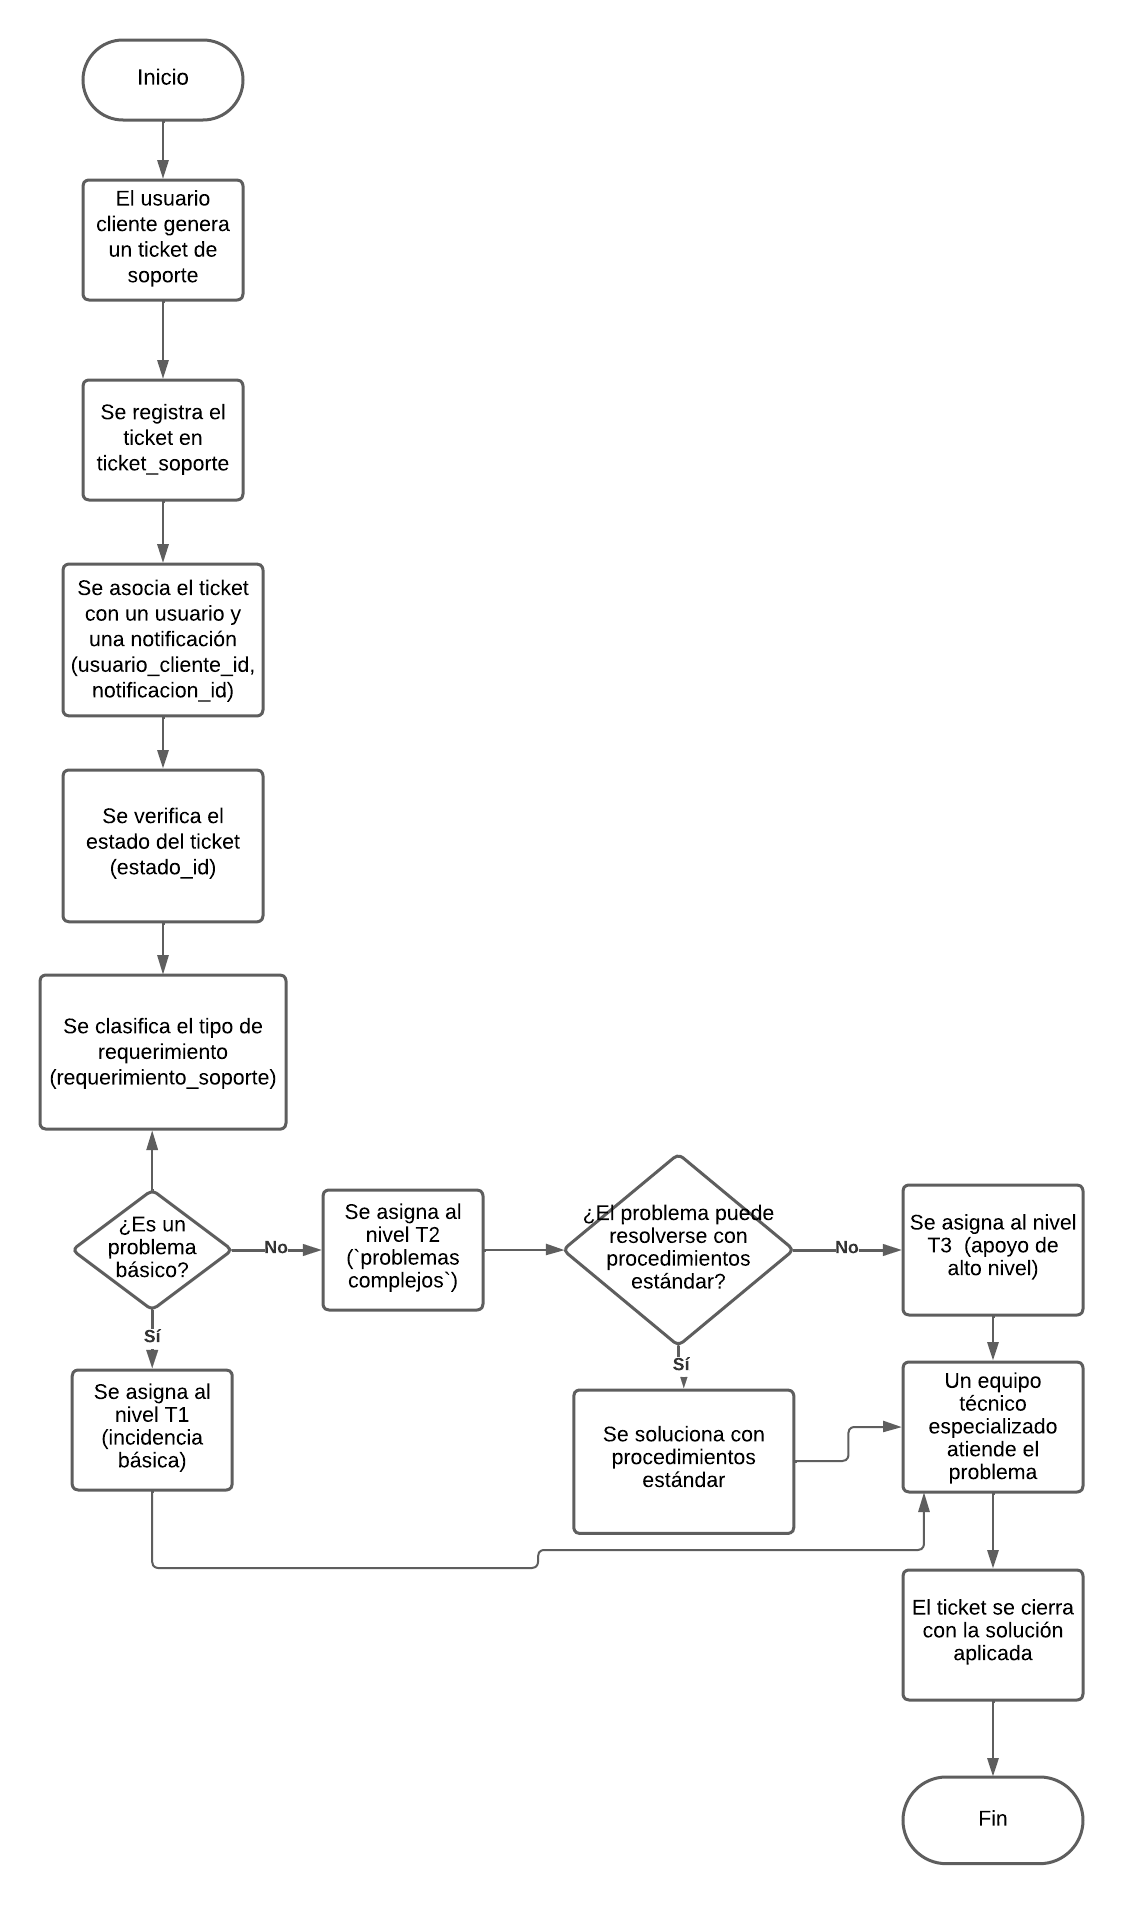 Inicio
El usuario
cliente genera
un ticket de
soporte
Se registra el
ticket en
ticket_soporte
Se asocia el ticket
con un usuario y
una notificación
(usuario_cliente_id,
notificacion_id)
Se verifica el
estado del ticket
(estado_id)
Se clasifica el tipo de
requerimiento
(requerimiento_soporte)
¿Es un
problema
básico?
No
Se asigna al
nivel T2
(`problemas
complejos`)
¿El problema puede
resolverse con
procedimientos
estándar?
No
Se asigna al nivel
T3 (apoyo de
alto nivel)
Sí
Se asigna al
nivel T1
(incidencia
básica)
Sí
Se soluciona con
procedimientos
estándar
Un equipo
técnico
especializado
atiende el
problema
El ticket se cierra
con la solución
aplicada
Fin